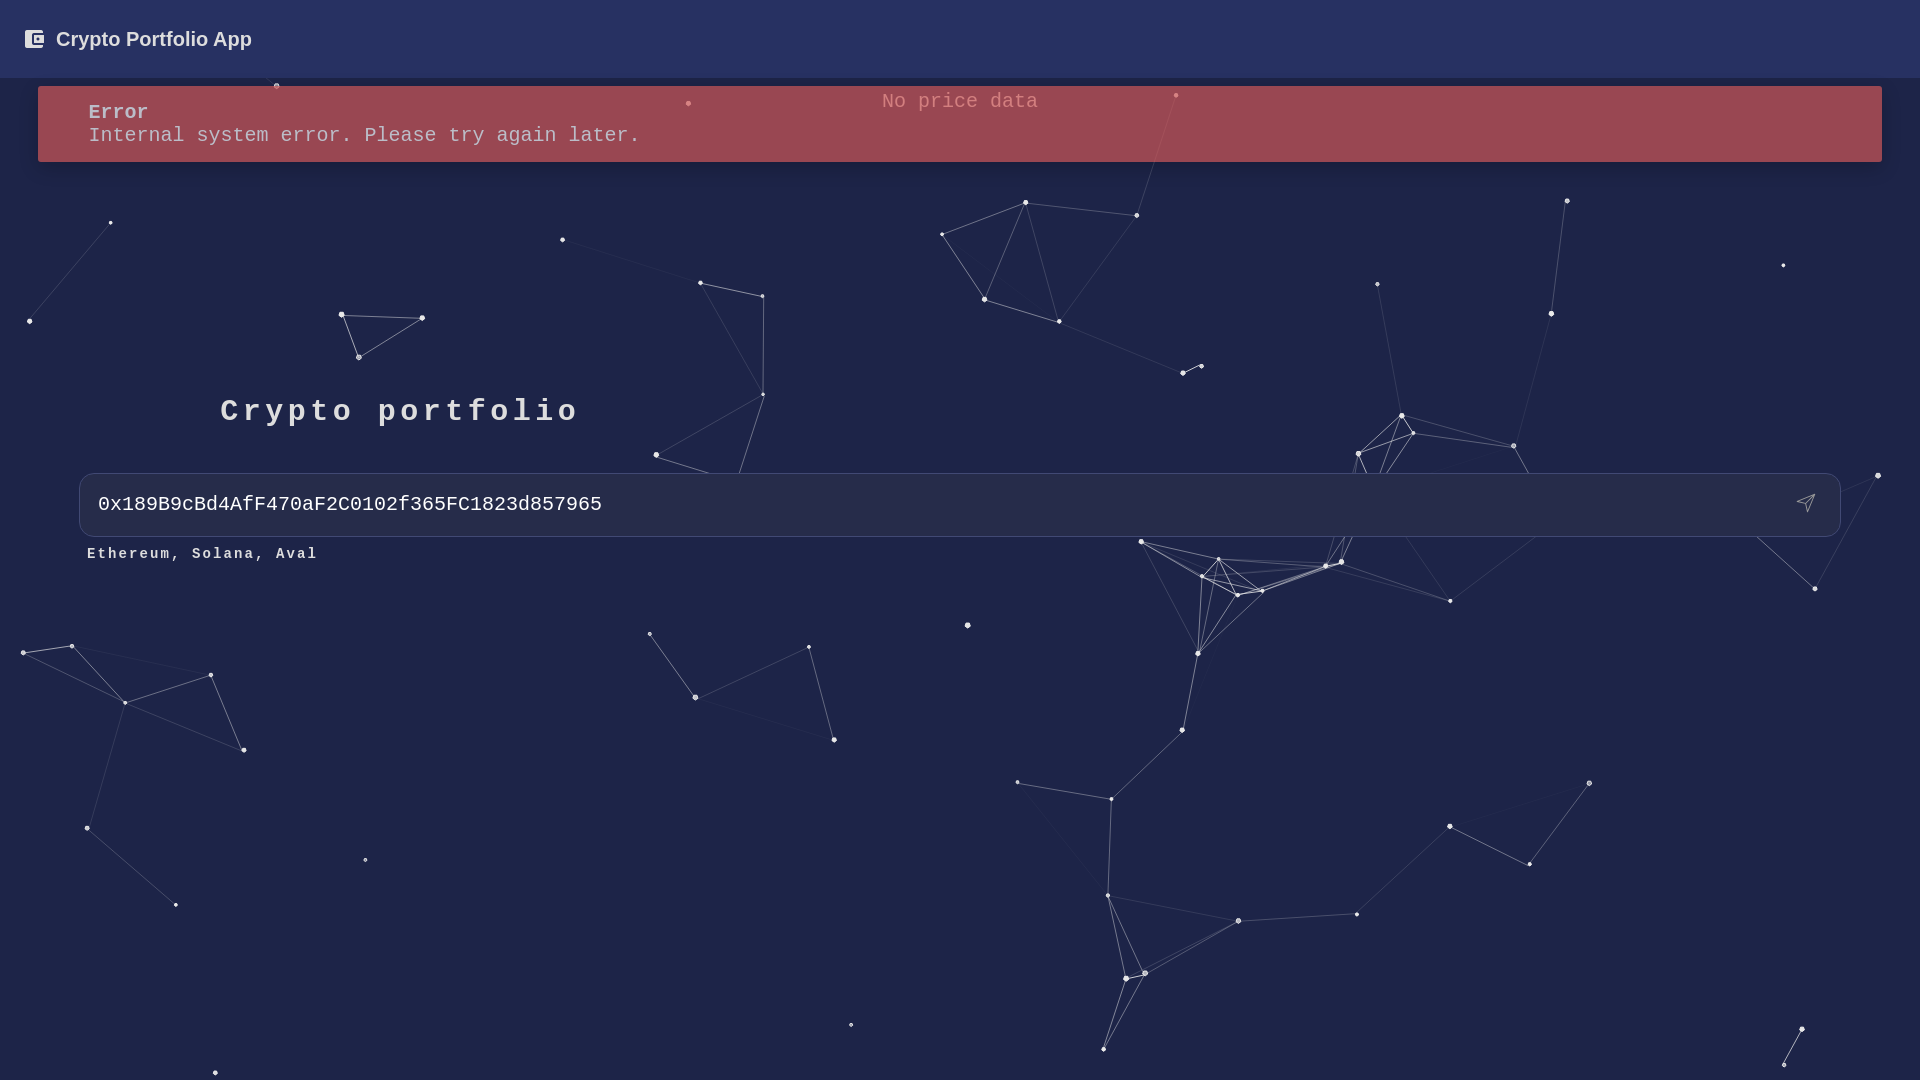 Crypto Portfolio App
No price data
Error
Internal system error. Please try again later.
Crypto portfolio
0x189B9cBd4AfF470aF2C0102f365FC1823d857965
Ethereum, Solana, Aval